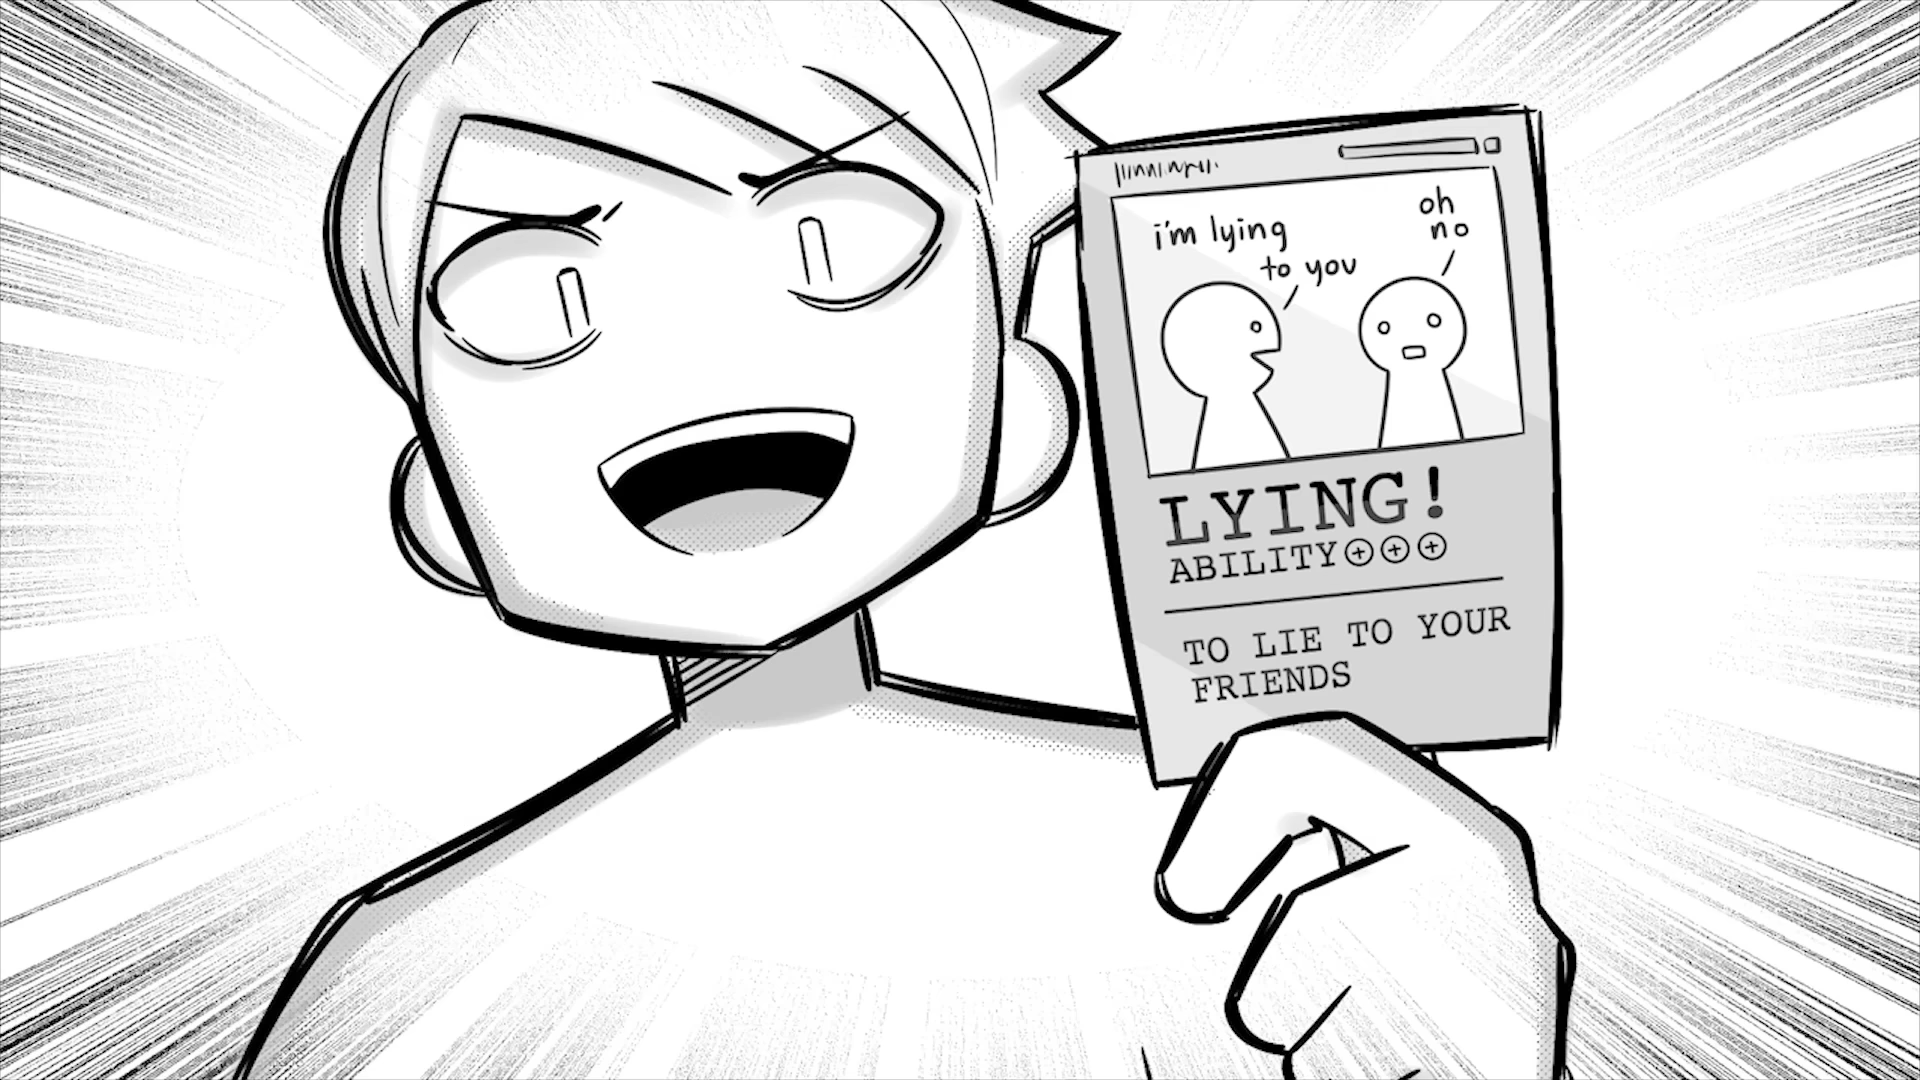 i'm lying
to you
oh
no
LYING!
ABILITY
TO LIE TO YOUR
FRIENDS